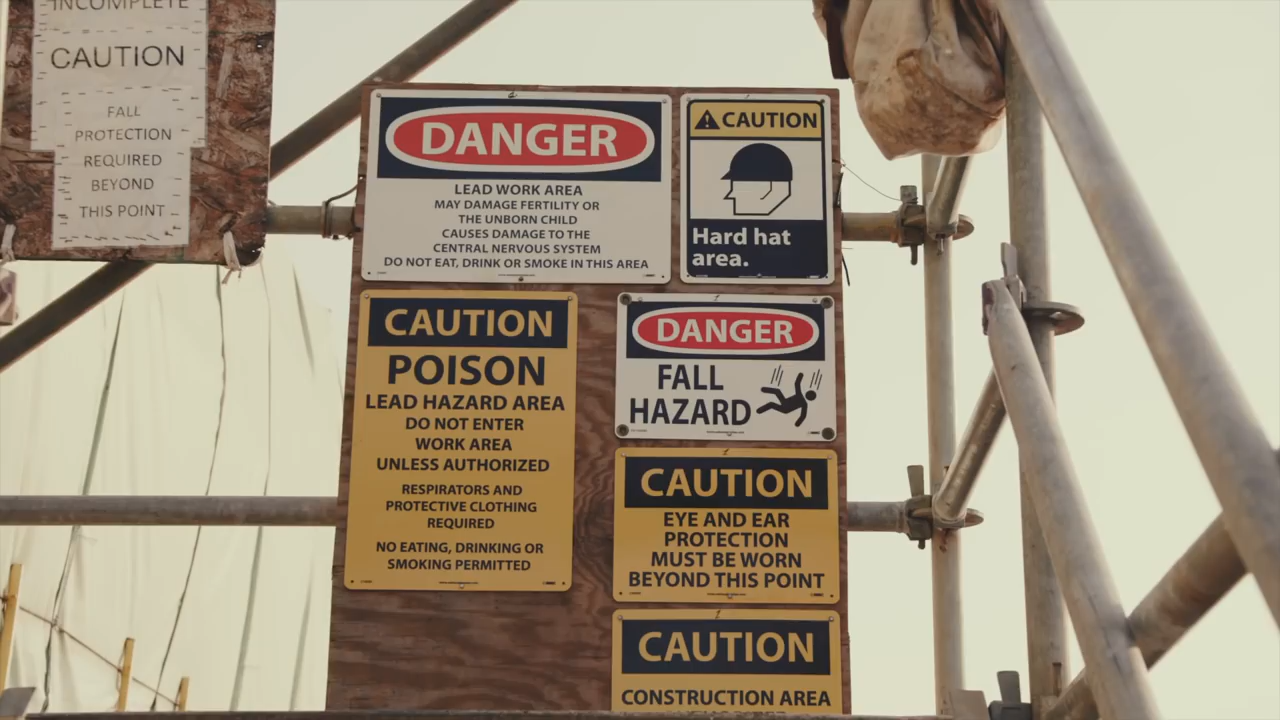 INCOMPLETE
CAUTION
FALL
PROTECTION
REQUIRED
BEYOND
THIS POINT
DANGER
LEAD WORK AREA
MAY DAMAGE FERTILITY OR
THE UNBORN CHILD
CAUSES DAMAGE TO THE
CENTRAL NERVOUS SYSTEM
DO NOT EAT, DRINK OR SMOKE IN THIS AREA
CAUTION
Hard hat
area.
CAUTION
POISON
LEAD HAZARD AREA
DO NOT ENTER
WORK AREA
UNLESS AUTHORIZED
RESPIRATORS AND
PROTECTIVE CLOTHING
REQUIRED
NO EATING, DRINKING OR
SMOKING PERMITTED
DANGER
FALL
HAZARD
CAUTION
EYE AND EAR
PROTECTION
MUST BE WORN
BEYOND THIS POINT
CAUTION
CONSTRUCTION AREA